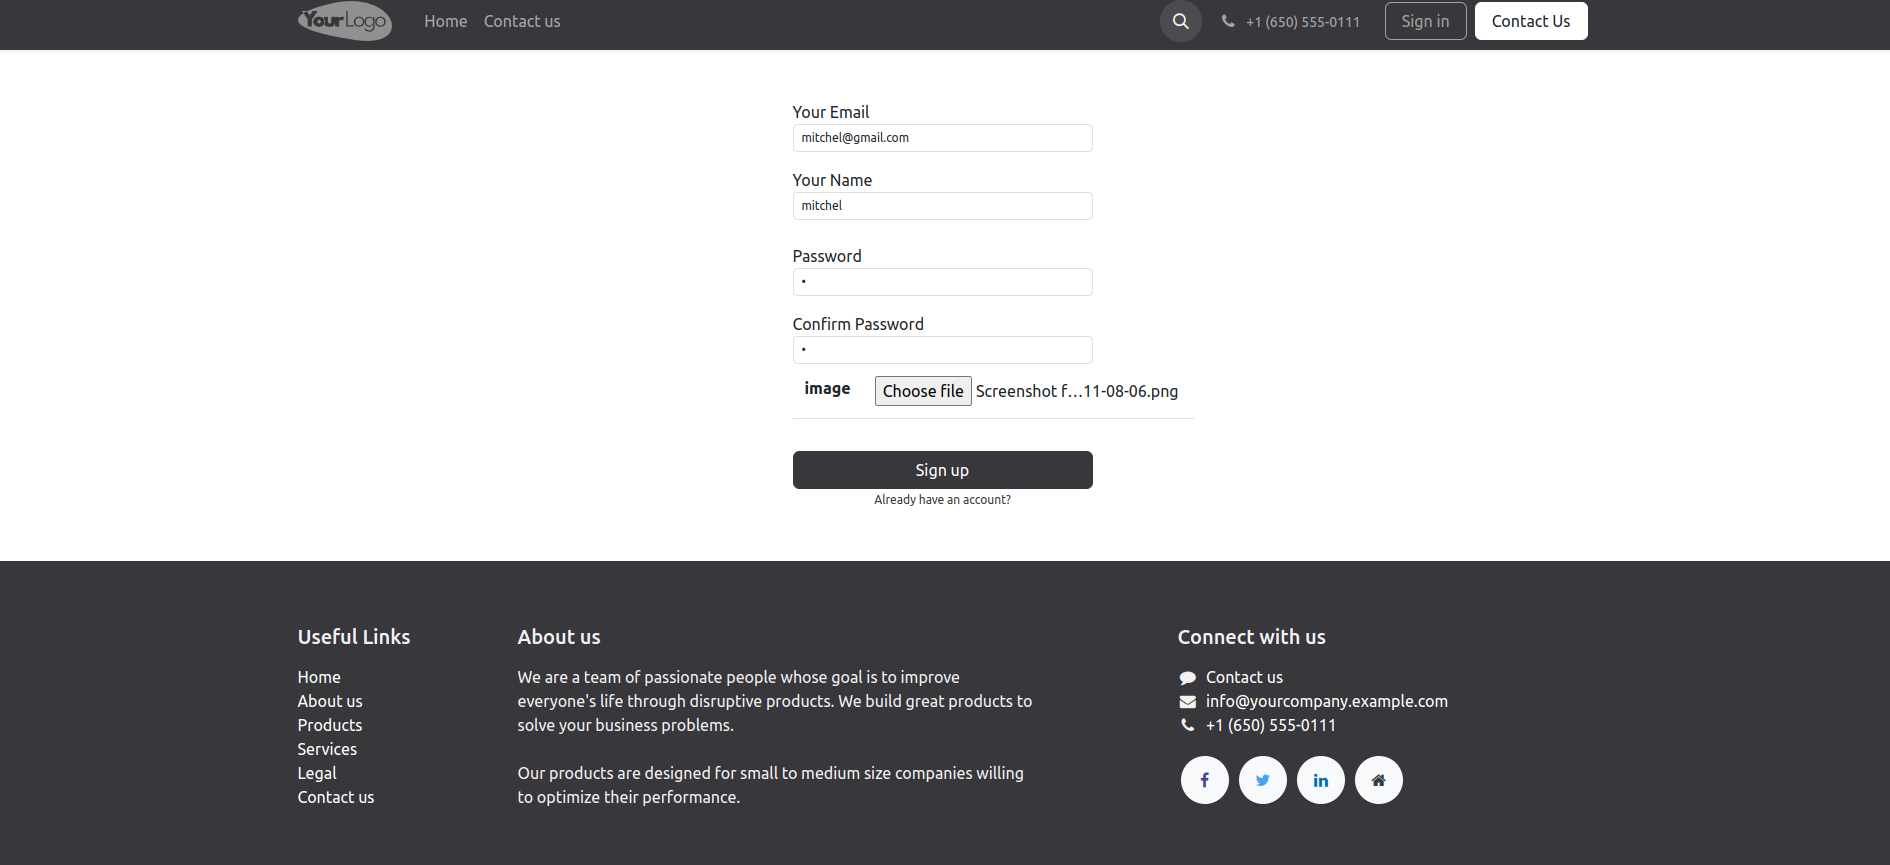 YourLogo Home Contact us +1 (650) 555-0111 Sign in Contact Us
Your Email
mitchel@gmail.com
Your Name
mitchel
Password
•
Confirm Password
•
image Choose file Screenshot f...11-08-06.png
Sign up
Already have an account?
Useful Links
Home
About us
Products
Services
Legal
Contact us
About us
We are a team of passionate people whose goal is to improve
everyone's life through disruptive products. We build great products to
solve your business problems.
Our products are designed for small to medium size companies willing
to optimize their performance.
Connect with us
Contact us
info@yourcompany.example.com
+1 (650) 555-0111